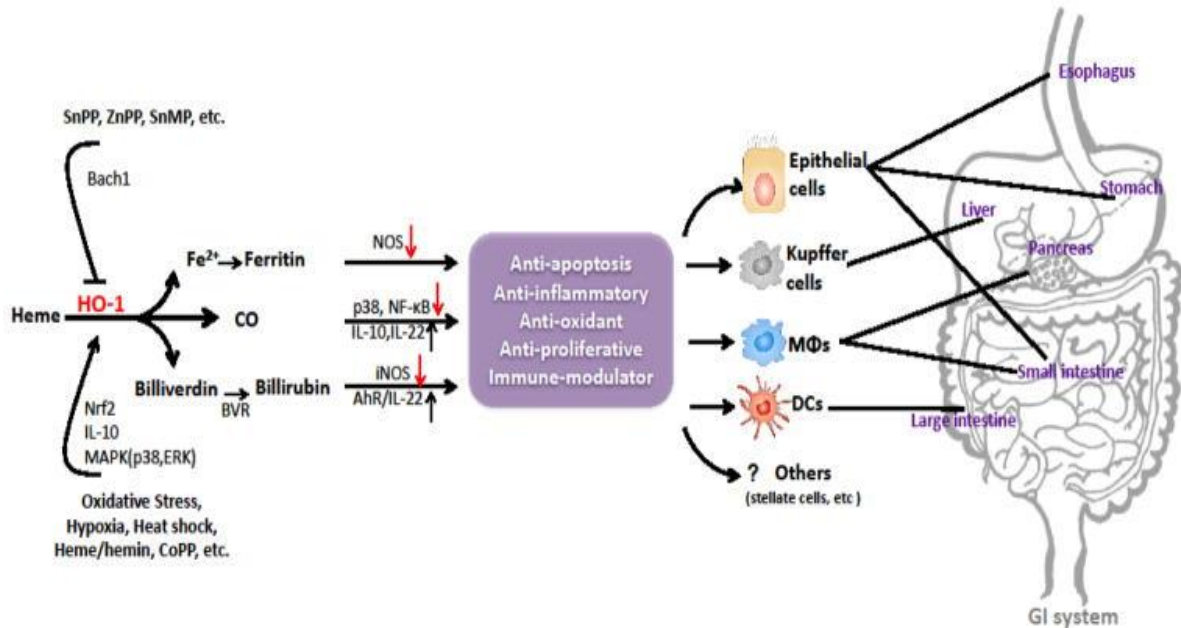 SnPP, ZnPP, SnMP, etc.
Bach1
Heme
HO-1
Fe²⁺→Ferritin
CO
Billiverdin → Billirubin
BVR
Nrf2
IL-10
MAPK(p38,ERK)
Oxidative Stress,
Hypoxia, Heat shock,
Heme/hemin, CoPP, etc.
NOS↓
p38, NF-κB↓
IL-10,IL-22↑
iNOS↓
AhR/IL-22↑
Anti-apoptosis
Anti-inflammatory
Anti-oxidant
Anti-proliferative
Immune-modulator
Epithelial
cells
Kupffer
cells
MΦs
DCs
? Others
(stellate cells, etc )
Esophagus
Stomach
Liver
Pancreas
Small intestine
Large intestine
GI system